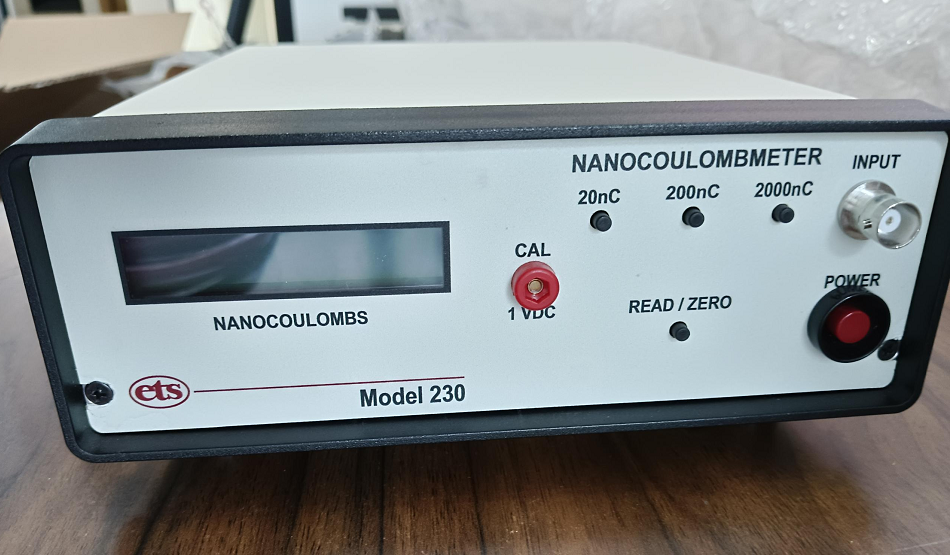 NANOCOULOMBMETER
INPUT
20nC 200nC 2000nC
CAL
1 VDC
READ / ZERO
POWER
NANOCOULOMBS
ets
Model 230